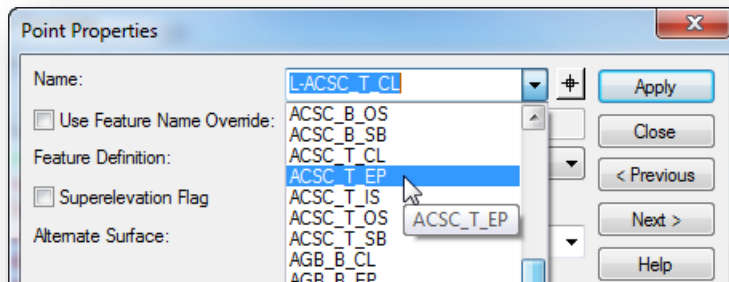 Point Properties
Name:
L-ACSC_T_CL
Apply
Use Feature Name Override:
ACSC_B_OS
ACSC_B_SB
Close
Feature Definition:
ACSC_T_CL
ACSC_T_EP
< Previous
Superelevation Flag
ACSC_T_IS
ACSC_T_OS
ACSC_T_EP
Next >
Alternate Surface:
ACSC_T_SB
AGB_B_CL
Help
AGB_B_EP